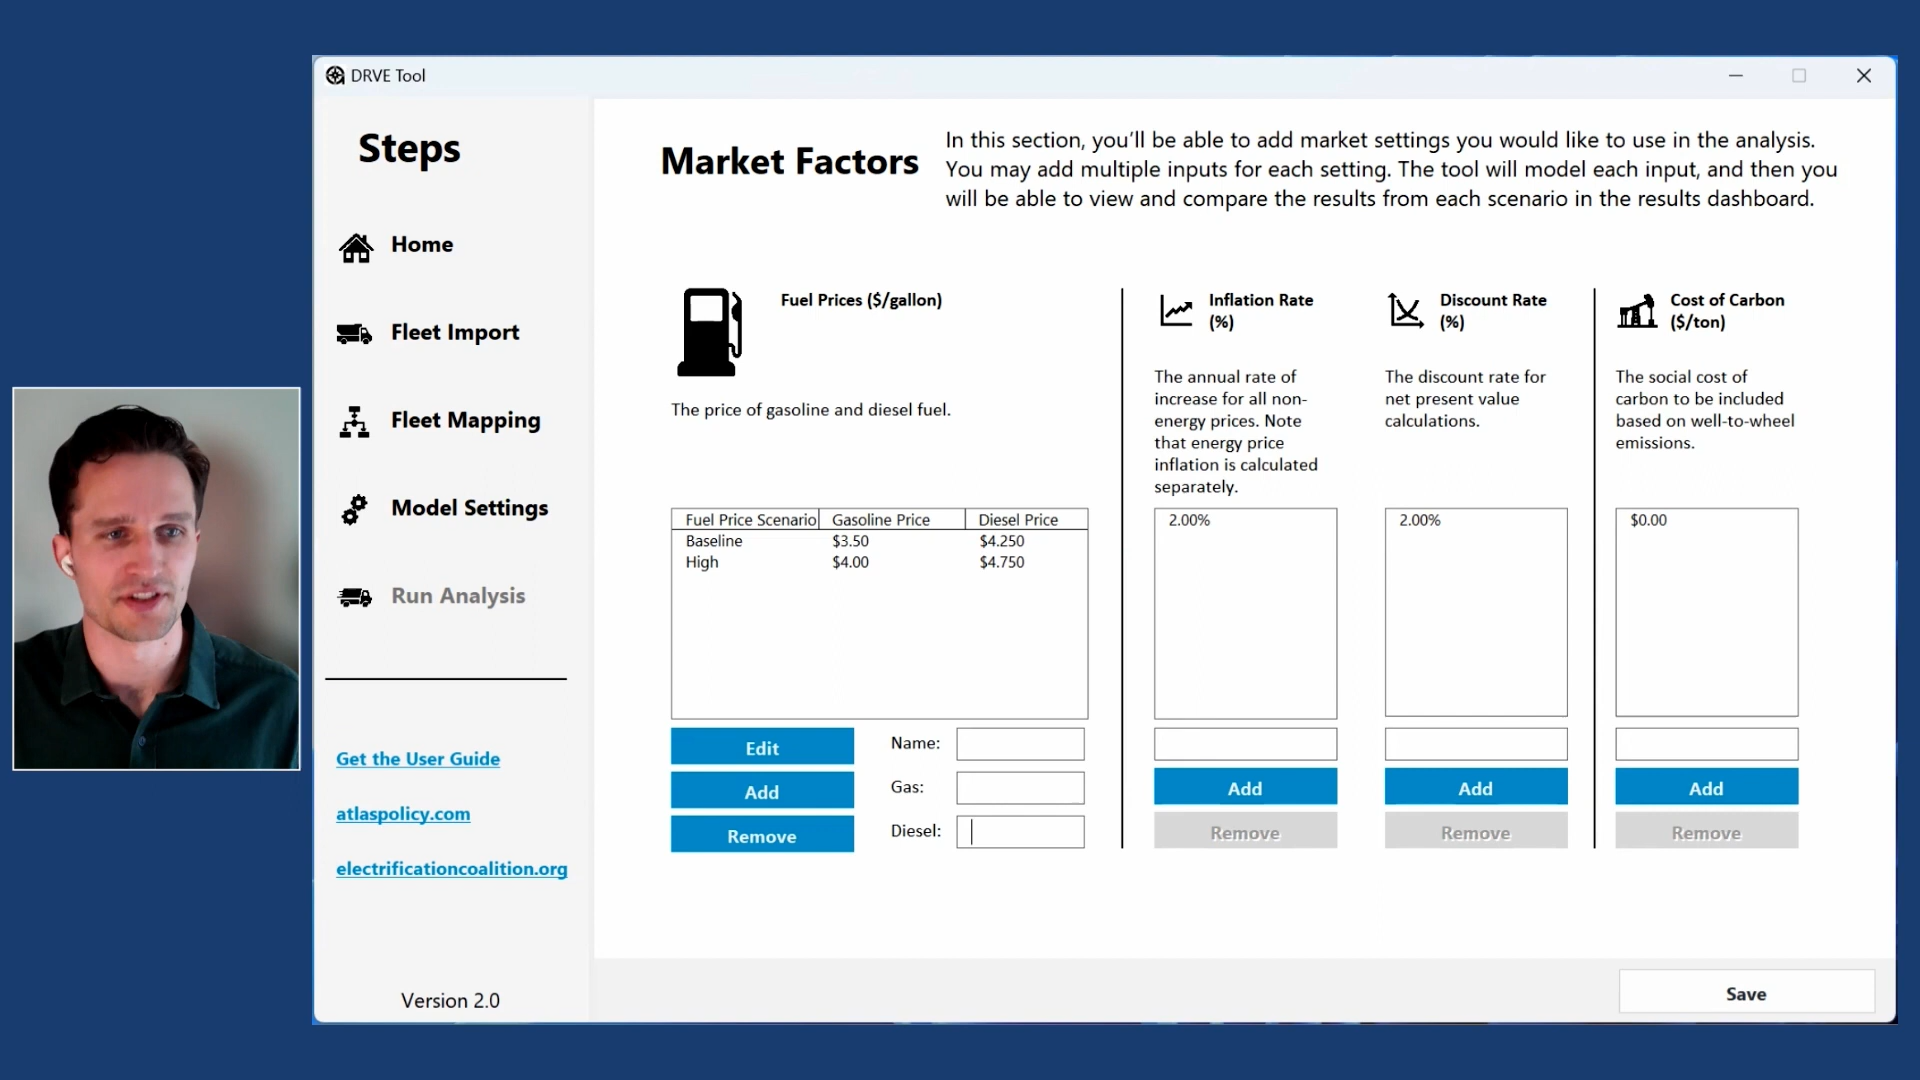 DRVE Tool
Steps
Home
Fleet Import
Fleet Mapping
Model Settings
Run Analysis
Get the User Guide
atlaspolicy.com
electrificationcoalition.org
Version 2.0
Market Factors
In this section, you'll be able to add market settings you would like to use in the analysis.
You may add multiple inputs for each setting. The tool will model each input, and then you
will be able to view and compare the results from each scenario in the results dashboard.
Fuel Prices ($/gallon)
The price of gasoline and diesel fuel.
Fuel Price Scenario Gasoline Price Diesel Price
Baseline $3.50 $4.250
High $4.00 $4.750
Edit
Add
Remove
Name:
Gas:
Diesel:
Inflation Rate
(%)
The annual rate of
increase for all non-
energy prices. Note
that energy price
inflation is calculated
separately.
2.00%
Add
Remove
Discount Rate
(%)
The discount rate for
net present value
calculations.
2.00%
Add
Remove
Cost of Carbon
($/ton)
The social cost of
carbon to be included
based on well-to-wheel
emissions.
$0.00
Add
Remove
Save